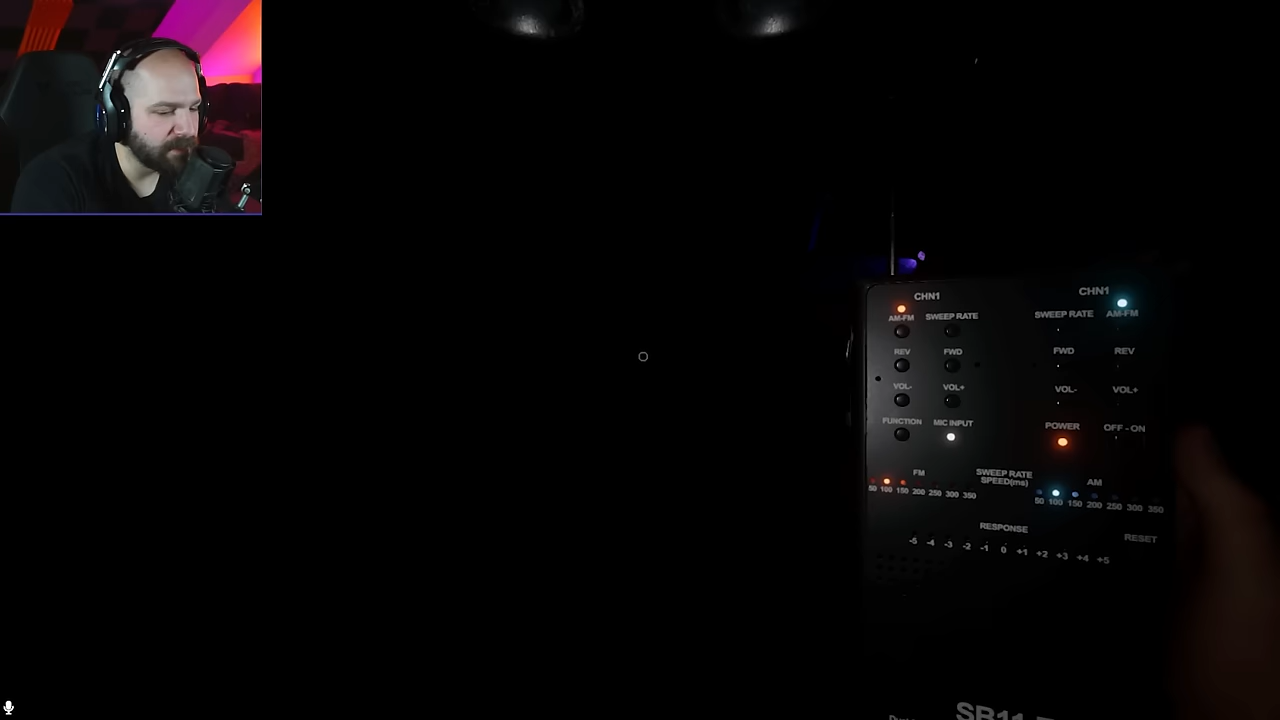 CHN1 CHN1
AM-FM SWEEP RATE SWEEP RATE AM-FM
REV FWD FWD REV
VOL- VOL+ VOL- VOL+
FUNCTION MIC INPUT POWER OFF - ON
FM SWEEP RATE AM
SPEED(ms)
50 100 150 200 250 300 350 50 100 150 200 250 300 350
RESPONSE
-5 -4 -3 -2 -1 0 +1 +2 +3 +4 +5 RESET